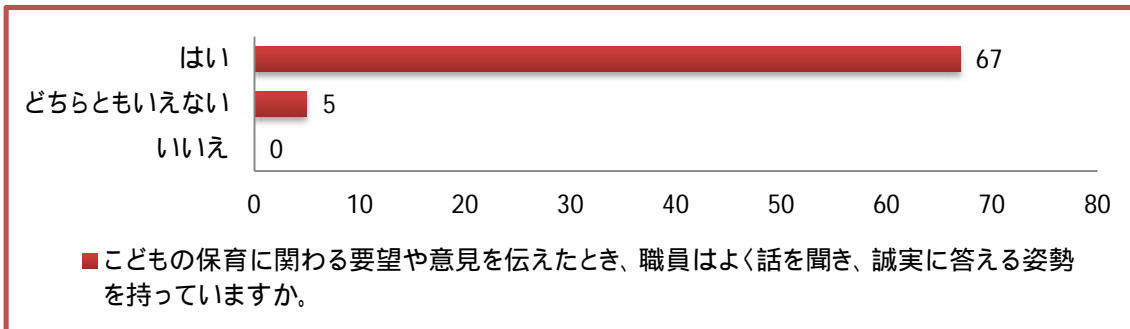 はい 67
どちらともいえない 5
いいえ 0
0 10 20 30 40 50 60 70 80
こどもの保育に関わる要望や意見を伝えたとき、職員はよく話を聞き、誠実に答える姿勢
を持っていますか。